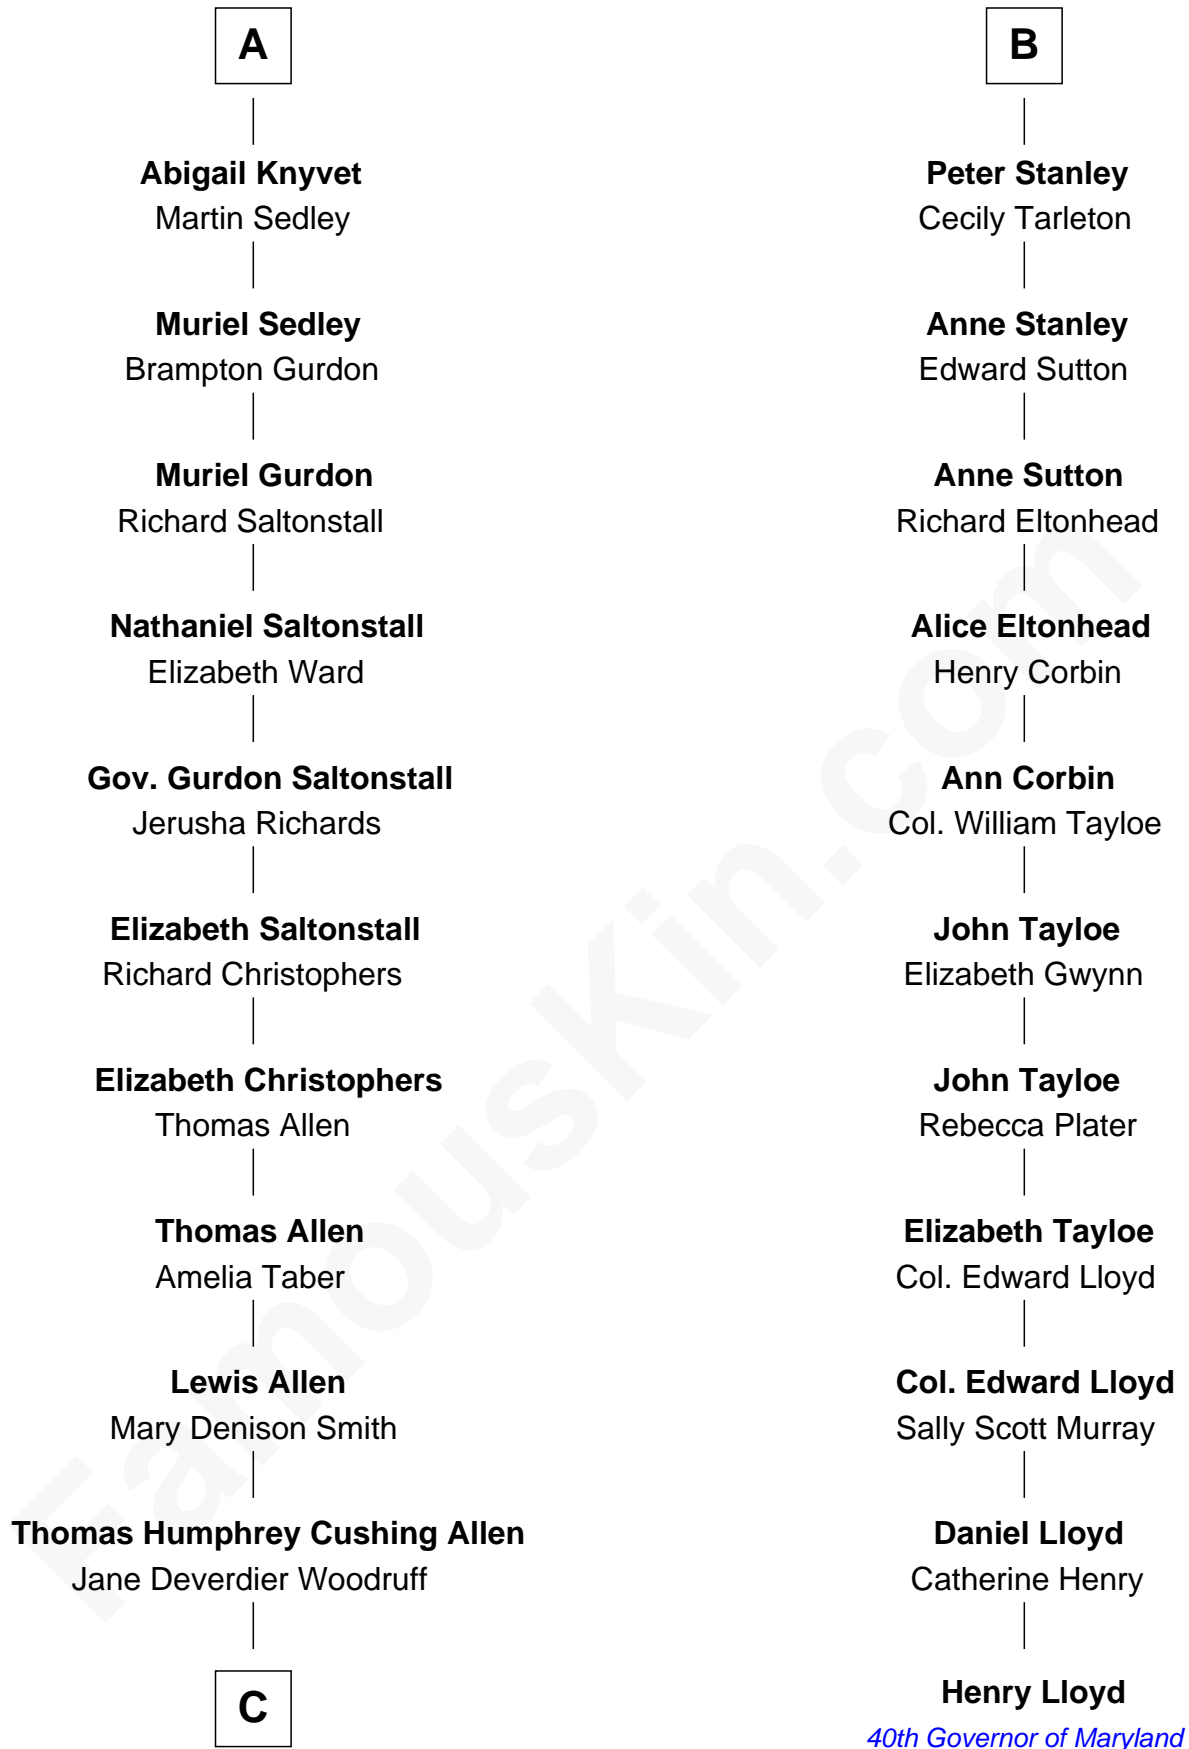 A
Abigail Knyvet
Martin Sedley
Muriel Sedley
Brampton Gurdon
Muriel Gurdon
Richard Saltonstall
Nathaniel Saltonstall
Elizabeth Ward
Gov. Gurdon Saltonstall
Jerusha Richards
Elizabeth Saltonstall
Richard Christophers
Elizabeth Christophers
Thomas Allen
Thomas Allen
Amelia Taber
Lewis Allen
Mary Denison Smith
Thomas Humphrey Cushing Allen
Jane Deverdier Woodruff
C
B
Peter Stanley
Cecily Tarleton
Anne Stanley
Edward Sutton
Anne Sutton
Richard Eltonhead
Alice Eltonhead
Henry Corbin
Ann Corbin
Col. William Tayloe
John Tayloe
Elizabeth Gwynn
John Tayloe
Rebecca Plater
Elizabeth Tayloe
Col. Edward Lloyd
Col. Edward Lloyd
Sally Scott Murray
Daniel Lloyd
Catherine Henry
Henry Lloyd
40th Governor of Maryland
FamousKin.com